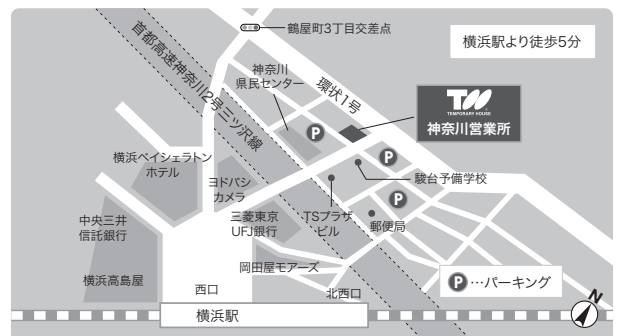 鶴屋町3丁目交差点
横浜駅より徒歩5分
首都高速神奈川2号三ツ沢線
神奈川
県民センター
環状1号
TEMPORARY HOUSE
神奈川営業所
P
P
P
横浜ベイシェラトン
ホテル
ヨドバシ
カメラ
駿台予備学校
中央三井
信託銀行
三菱東京
UFJ銀行
TSプラザ
ビル
郵便局
横浜高島屋
岡田屋モアーズ
P…パーキング
西口
北西口
横浜駅
N